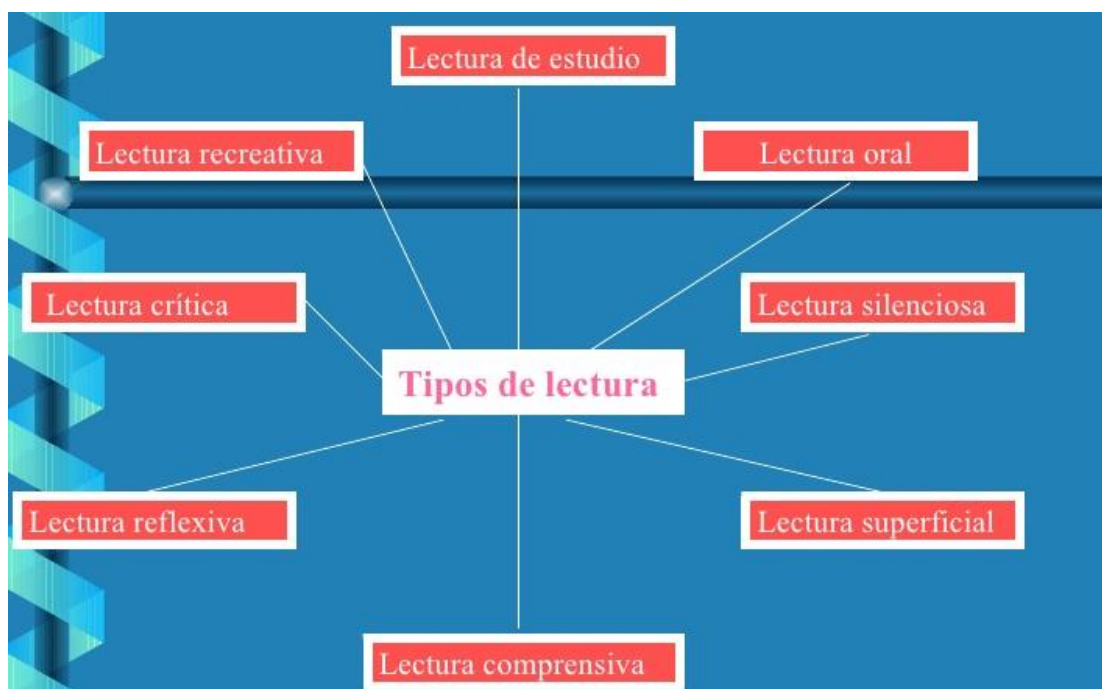 Lectura de estudio
Lectura recreativa
Lectura oral
Lectura crítica
Lectura silenciosa
Tipos de lectura
Lectura reflexiva
Lectura superficial
Lectura comprensiva